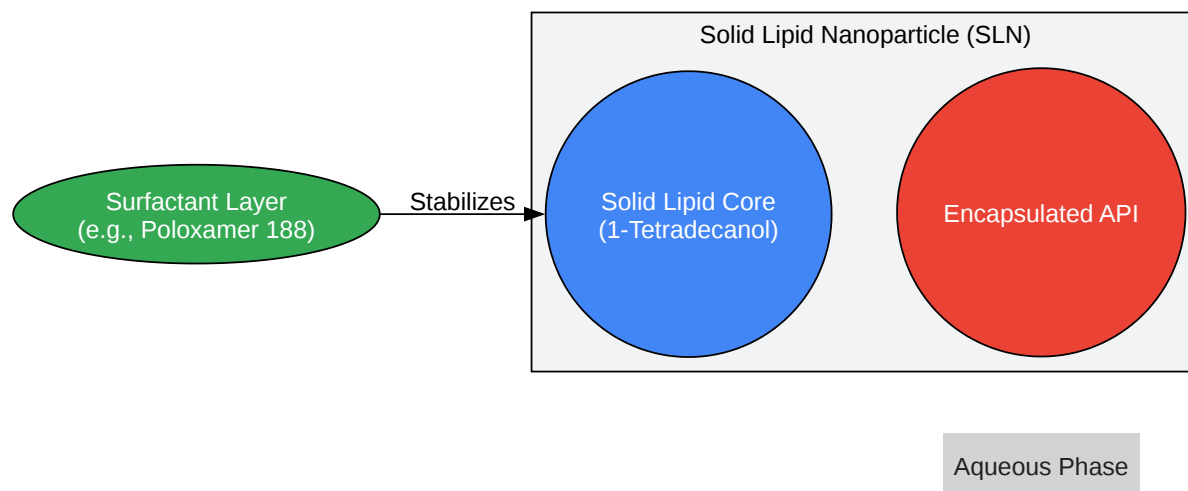 Solid Lipid Nanoparticle (SLN)
Surfactant Layer
(e.g., Poloxamer 188)
Stabilizes
Solid Lipid Core
(1-Tetradecanol)
Encapsulated API
Aqueous Phase